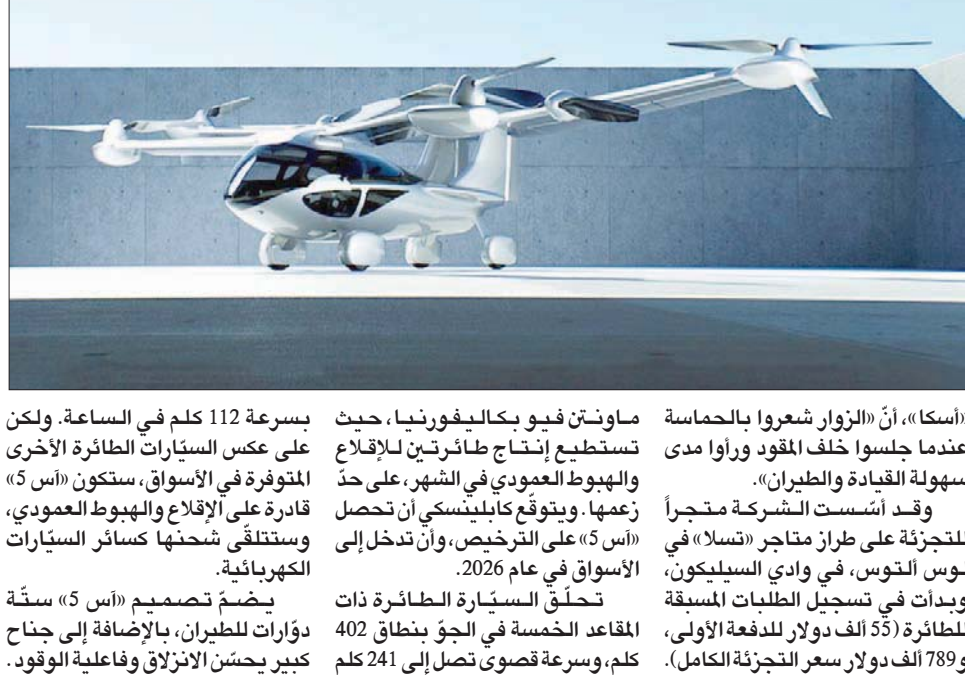 «أسكا»، أنّ «الزوار شعروا بالحماسة
عندما جلسوا خلف المقود ورأوا مدى
سهولة القيادة والطيران».
وقد أسّست الشركة متجراً
للتجزئة على طراز متاجر «تسلا» في
لوس ألتوس، في وادي السيليكون،
وبدأت في تسجيل الطلبات المسبقة
للطائرة (55 ألف دولار للدفعة الأولى،
و789 ألف دولار سعر التجزئة الكامل).
ماونتن فيو بكاليفورنيا، حيث
تستطيع إنتاج طائرتين للإقلاع
والهبوط العمودي في الشهر، على حدّ
زعمها. ويتوقّع كابلينسكي أن تحصل
«آس 5» على الترخيص، وأن تدخل إلى
الأسواق في عام 2026.
تحلّق السيّارة الطائرة ذات
المقاعد الخمسة في الجوّ بنطاق 402
كلم، وسرعة قصوى تصل إلى 241 كلم
بسرعة 112 كلم في الساعة. ولكن
على عكس السيّارات الطائرة الأخرى
المتوفرة في الأسواق، ستكون «آس 5»
قادرة على الإقلاع والهبوط العمودي،
وستتلقّى شحنها كسائر السيّارات
الكهربائية.
يضمّ تصميم «آس 5» ستّة
دوّارات للطيران، بالإضافة إلى جناح
كبير يحسّن الانزلاق وفاعلية الوقود.